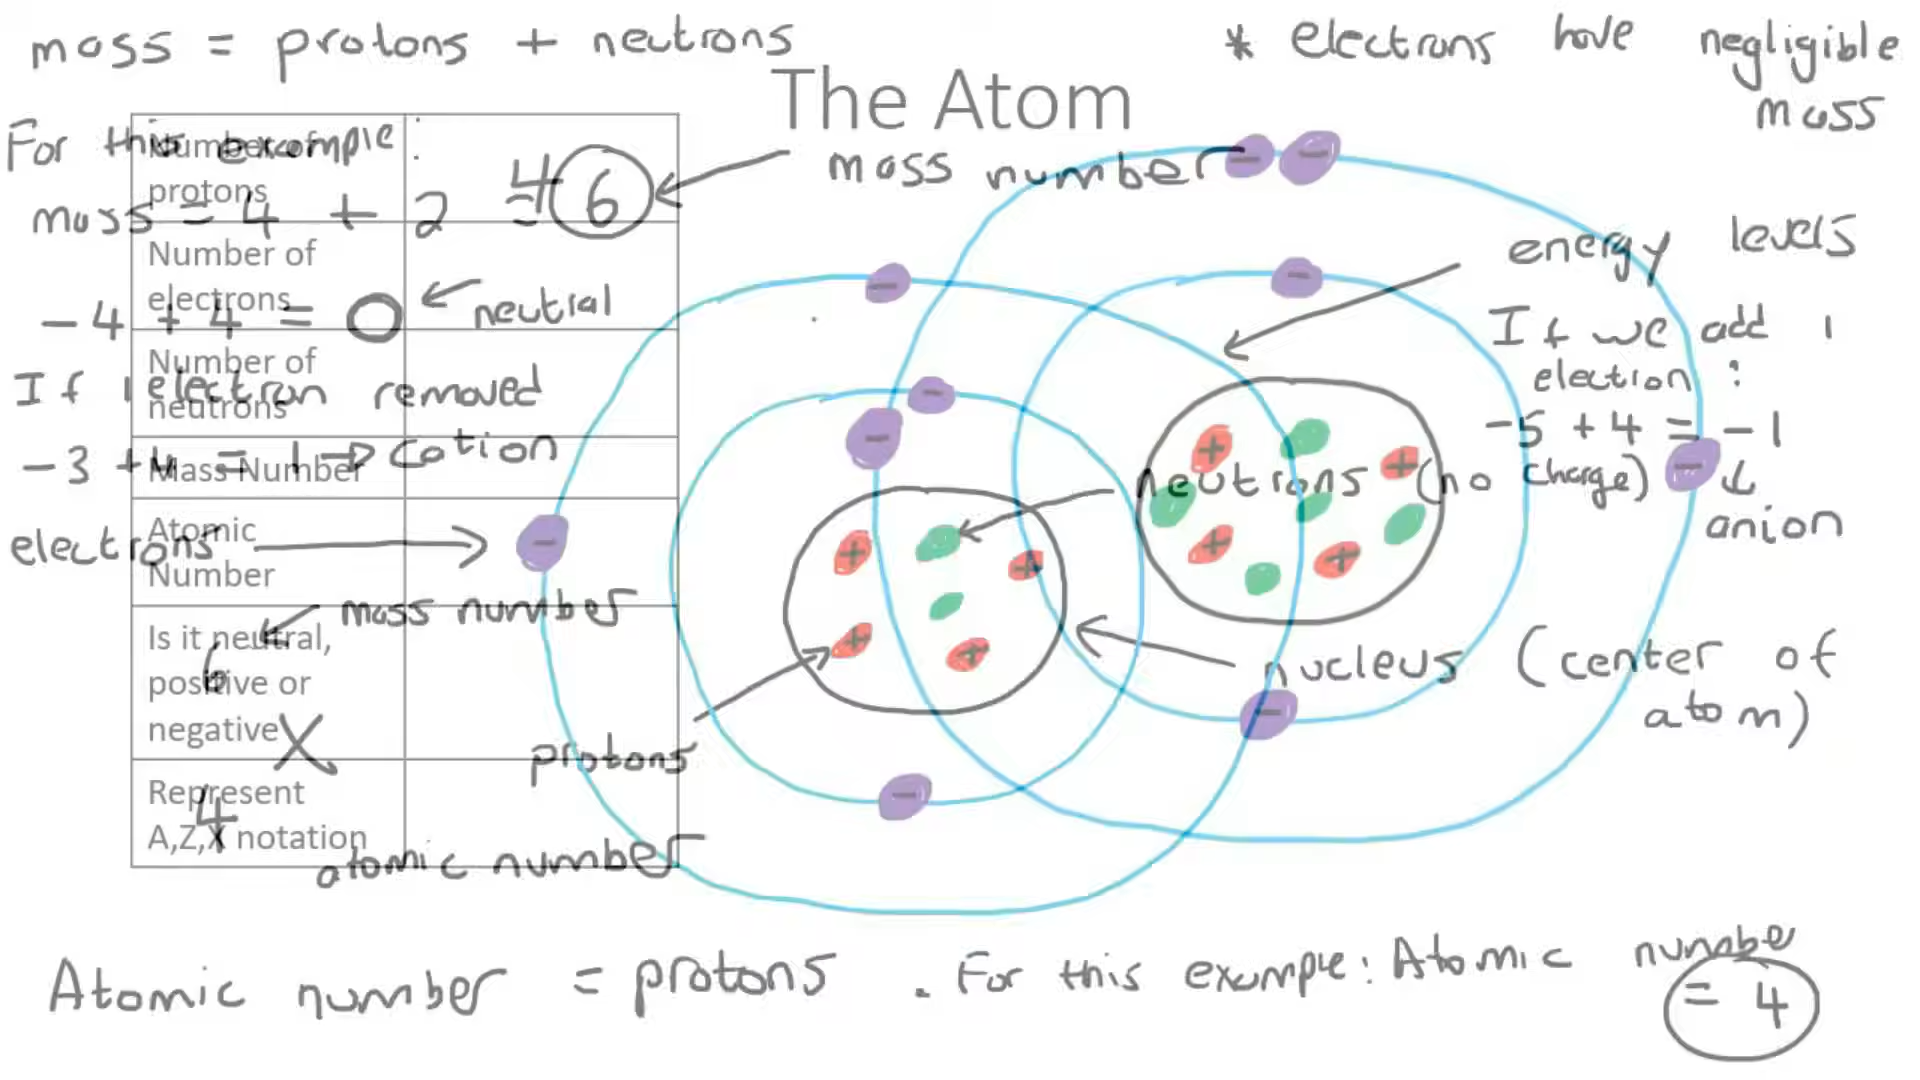 mass = protons + neutrons
* electrons have negligible
mass
The Atom
For this example :
mass = 4 + 2 = 6
4
mass number
Number of
protons
Number of
electrons
Number of
neutrons
Mass Number
Atomic
Number
Is it neutral,
positive or
negative
Represent
A,Z,X notation
-4 + 4 = 0
neutral
If 1 electron removed
-3 + 4 = 1 → cation
electrons
mass number
6
X
4
atomic number
protons
energy levels
If we add 1
electron :
-5 + 4 = -1
↓
anion
neutrons (no charge)
nucleus (center of
atom)
Atomic number = protons . For this example: Atomic number
= 4